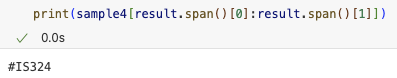 print(sample4[result.span()[0]:result.span()[1]])
✓ 0.0s
#IS324